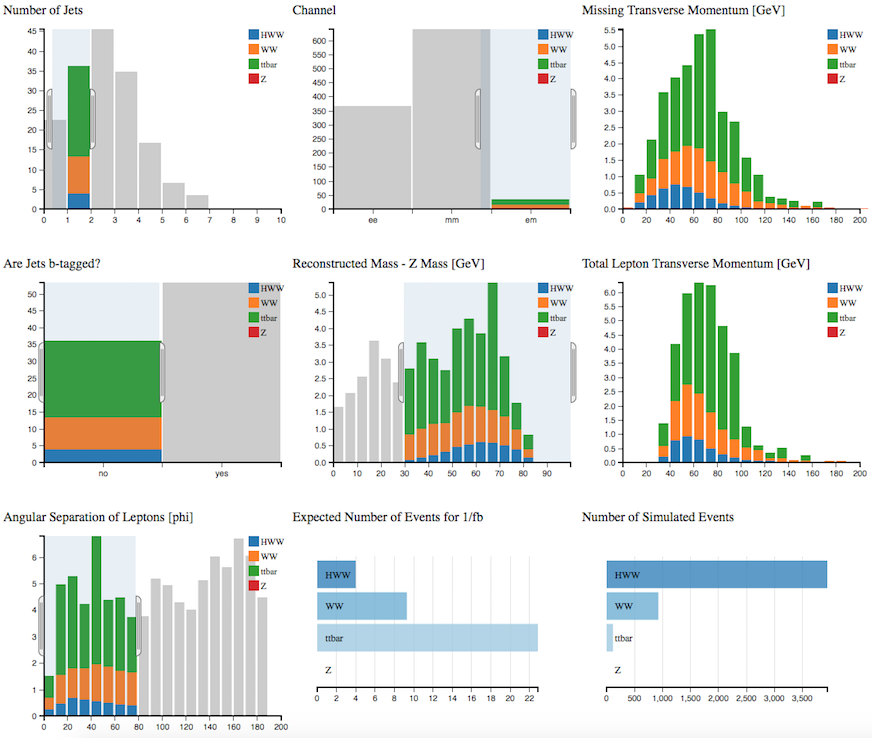 Number of Jets
45
40
35
30
25
20
15
10
5
0
0 1 2 3 4 5 6 7 8 9 10
HWW
WW
ttbar
Z
Channel
600
550
500
450
400
350
300
250
200
150
100
50
0
ee mm em
HWW
WW
ttbar
Z
Missing Transverse Momentum [GeV]
5.5
5.0
4.5
4.0
3.5
3.0
2.5
2.0
1.5
1.0
0.5
0.0
0 20 40 60 80 100 120 140 160 180 200
HWW
WW
ttbar
Z
Are Jets b-tagged?
50
45
40
35
30
25
20
15
10
5
0
no yes
HWW
WW
ttbar
Z
Reconstructed Mass - Z Mass [GeV]
5.0
4.5
4.0
3.5
3.0
2.5
2.0
1.5
1.0
0.5
0.0
0 10 20 30 40 50 60 70 80 90
HWW
WW
ttbar
Z
Total Lepton Transverse Momentum [GeV]
6.0
5.5
5.0
4.5
4.0
3.5
3.0
2.5
2.0
1.5
1.0
0.5
0.0
0 20 40 60 80 100 120 140 160 180 200
HWW
WW
ttbar
Z
Angular Separation of Leptons [phi]
6
5
4
3
2
1
0
0 20 40 60 80 100 120 140 160 180 200
HWW
WW
ttbar
Z
Expected Number of Events for 1/fb
HWW
WW
ttbar
Z
0 2 4 6 8 10 12 14 16 18 20 22
Number of Simulated Events
HWW
WW
ttbar
Z
0 500 1,000 1,500 2,000 2,500 3,000 3,500